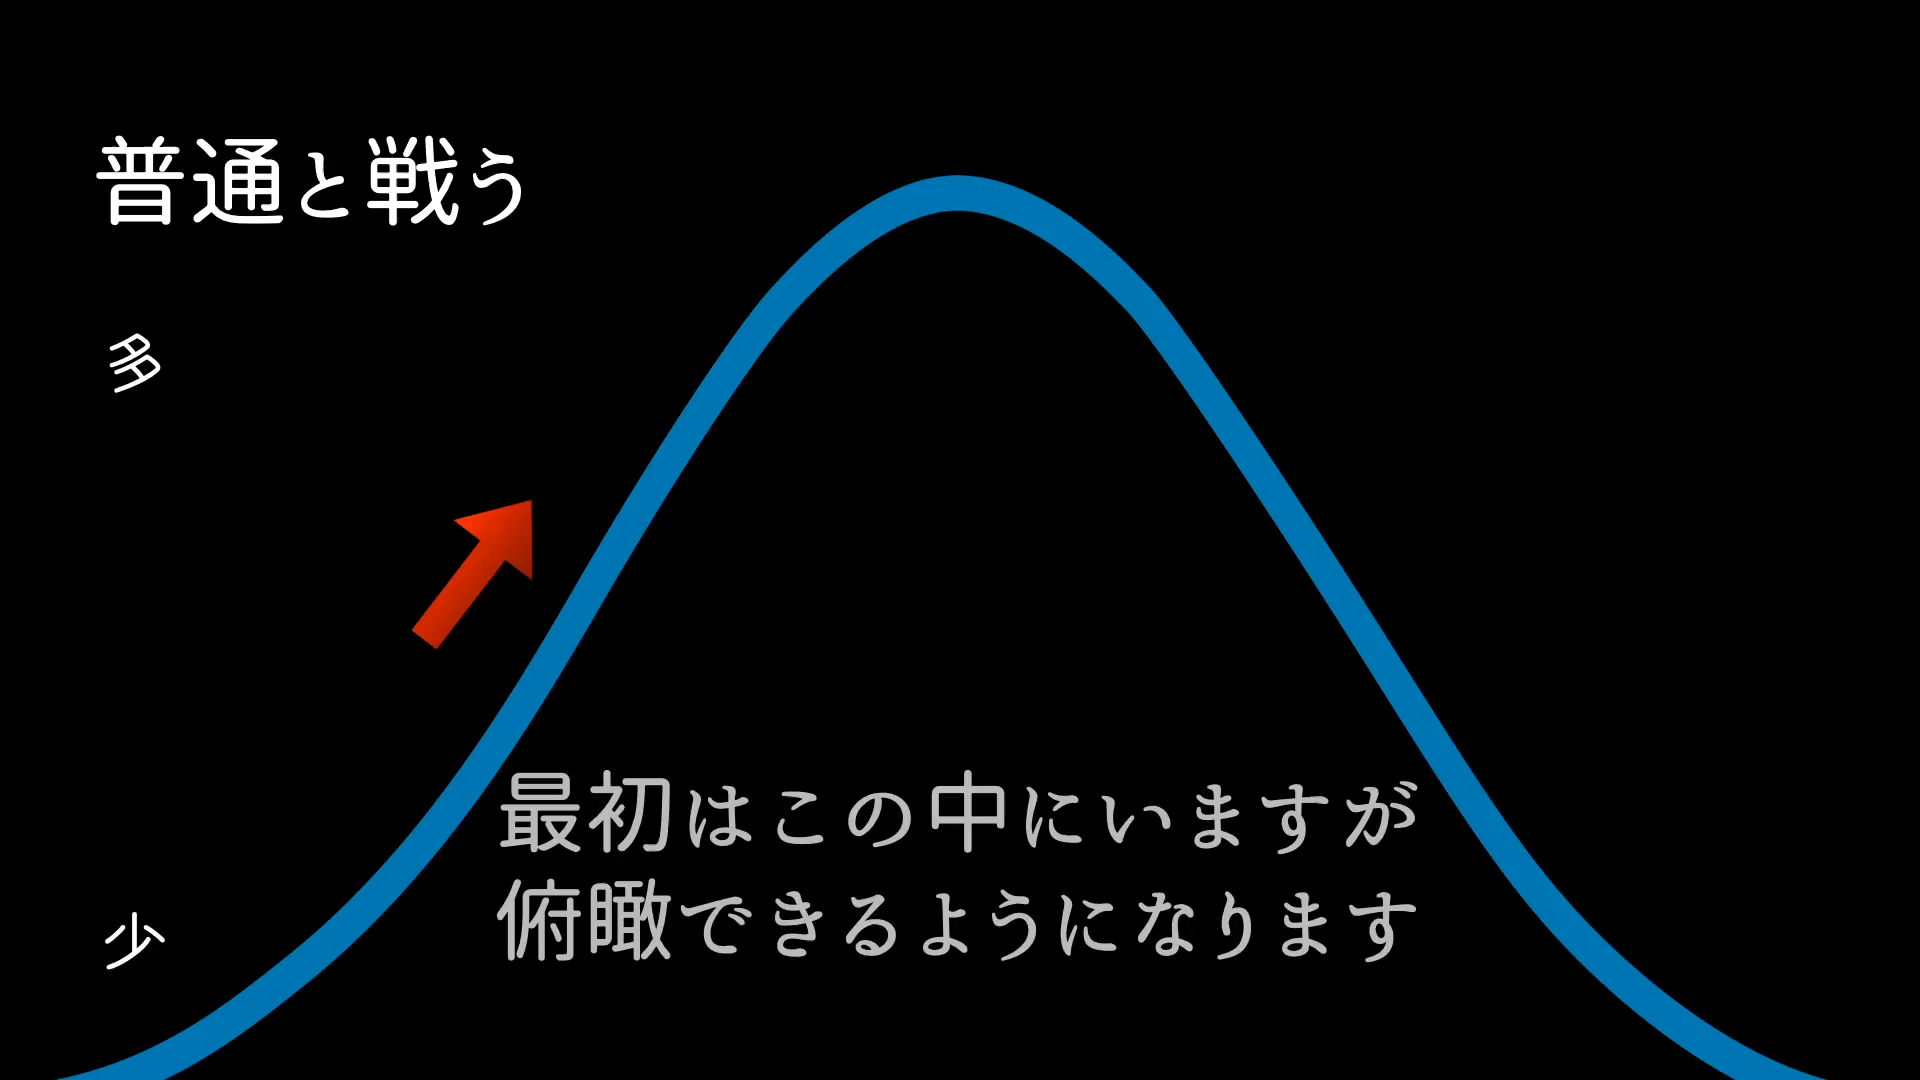 普通と戦う
多
少
最初はこの中にいますが
俯瞰できるようになります